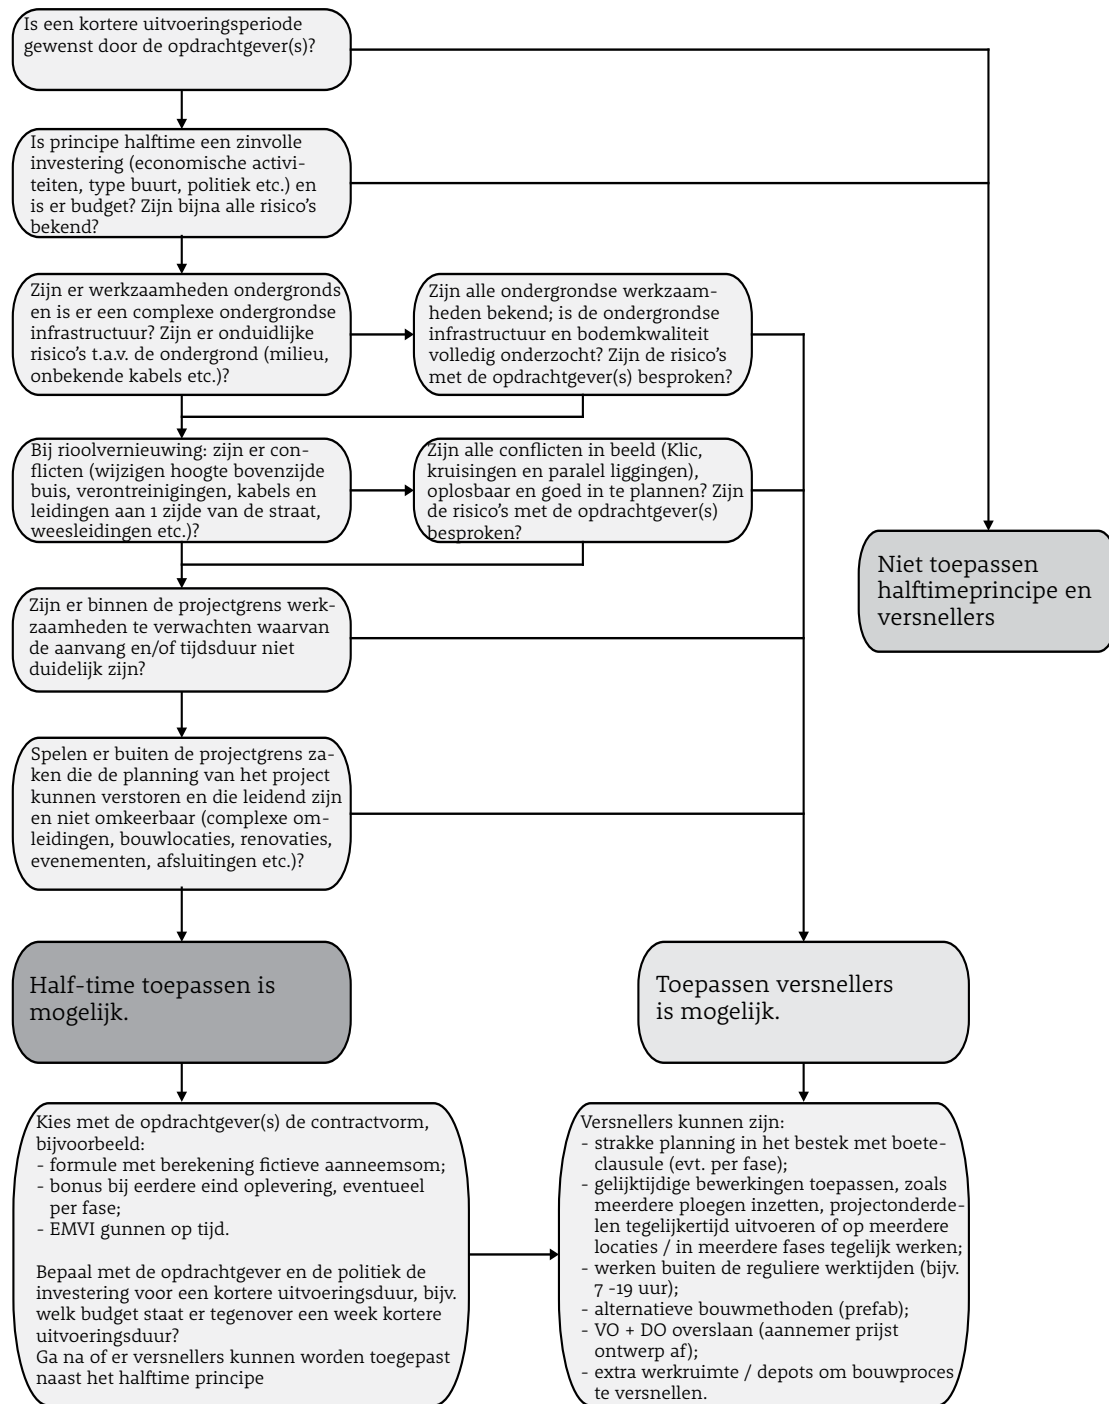 Is een kortere uitvoeringsperiode
gewenst door de opdrachtgever(s)?
Is principe halftime een zinvolle
investering (economische activi-
teiten, type buurt, politiek etc.) en
is er budget? Zijn bijna alle risico's
bekend?
Zijn er werkzaamheden ondergronds
en is er een complexe ondergrondse
infrastructuur? Zijn er onduidlijke
risico's t.a.v. de ondergrond (milieu,
onbekende kabels etc.)?
Zijn alle ondergrondse werkzaam-
heden bekend; is de ondergrondse
infrastructuur en bodemkwaliteit
volledig onderzocht? Zijn de risico's
met de opdrachtgever(s) besproken?
Bij rioolvernieuwing: zijn er con-
flicten (wijzigen hoogte bovenzijde
buis, verontreinigingen, kabels en
leidingen aan 1 zijde van de straat,
weesleidingen etc.)?
Zijn alle conflicten in beeld (Klic,
kruisingen en paralel liggingen),
oplosbaar en goed in te plannen? Zijn
de risico's met de opdrachtgever(s)
besproken?
Niet toepassen
halftimeprincipe en
versnellers
Zijn er binnen de projectgrens werk-
zaamheden te verwachten waarvan
de aanvang en/of tijdsduur niet
duidelijk zijn?
Spelen er buiten de projectgrens za-
ken die de planning van het project
kunnen verstoren en die leidend zijn
en niet omkeerbaar (complexe om-
leidingen, bouwlocaties, renovaties,
evenementen, afsluitingen etc.)?
Half-time toepassen is
mogelijk.
Toepassen versnellers
is mogelijk.
Kies met de opdrachtgever(s) de contractvorm,
bijvoorbeeld:
- formule met berekening fictieve aanneemsom;
- bonus bij eerdere eind oplevering, eventueel
per fase;
- EMVI gunnen op tijd.
Bepaal met de opdrachtgever en de politiek de
investering voor een kortere uitvoeringsduur, bijv.
welk budget staat er tegenover een week kortere
uitvoeringsduur?
Ga na of er versnellers kunnen worden toegepast
naast het halftime principe
Versnellers kunnen zijn:
- strakke planning in het bestek met boete-
clausule (evt. per fase);
- gelijktijdige bewerkingen toepassen, zoals
meerdere ploegen inzetten, projectonderde-
len tegelijkertijd uitvoeren of op meerdere
locaties / in meerdere fases tegelijk werken;
- werken buiten de reguliere werktijden (bijv.
7 -19 uur);
- alternatieve bouwmethoden (prefab);
- VO + DO overslaan (aannemer prijst
ontwerp af);
- extra werkruimte / depots om bouwproces
te versnellen.